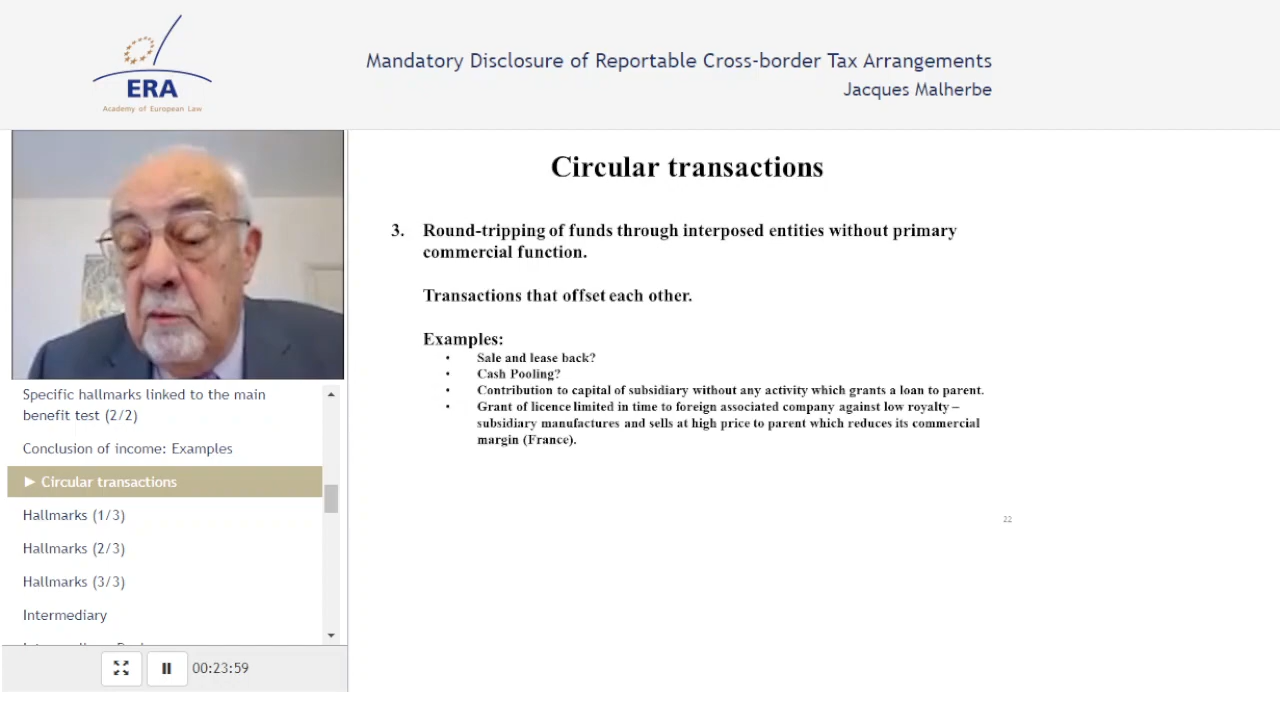 ERA
Academy of European Law
Mandatory Disclosure of Reportable Cross-border Tax Arrangements
Jacques Malherbe
Specific hallmarks linked to the main
benefit test (2/2)
Conclusion of income: Examples
► Circular transactions
Hallmarks (1/3)
Hallmarks (2/3)
Hallmarks (3/3)
Intermediary
00:23:59
Circular transactions
3. Round-tripping of funds through interposed entities without primary
commercial function.
Transactions that offset each other.
Examples:
• Sale and lease back?
• Cash Pooling?
• Contribution to capital of subsidiary without any activity which grants a loan to parent.
• Grant of licence limited in time to foreign associated company against low royalty –
subsidiary manufactures and sells at high price to parent which reduces its commercial
margin (France).
22